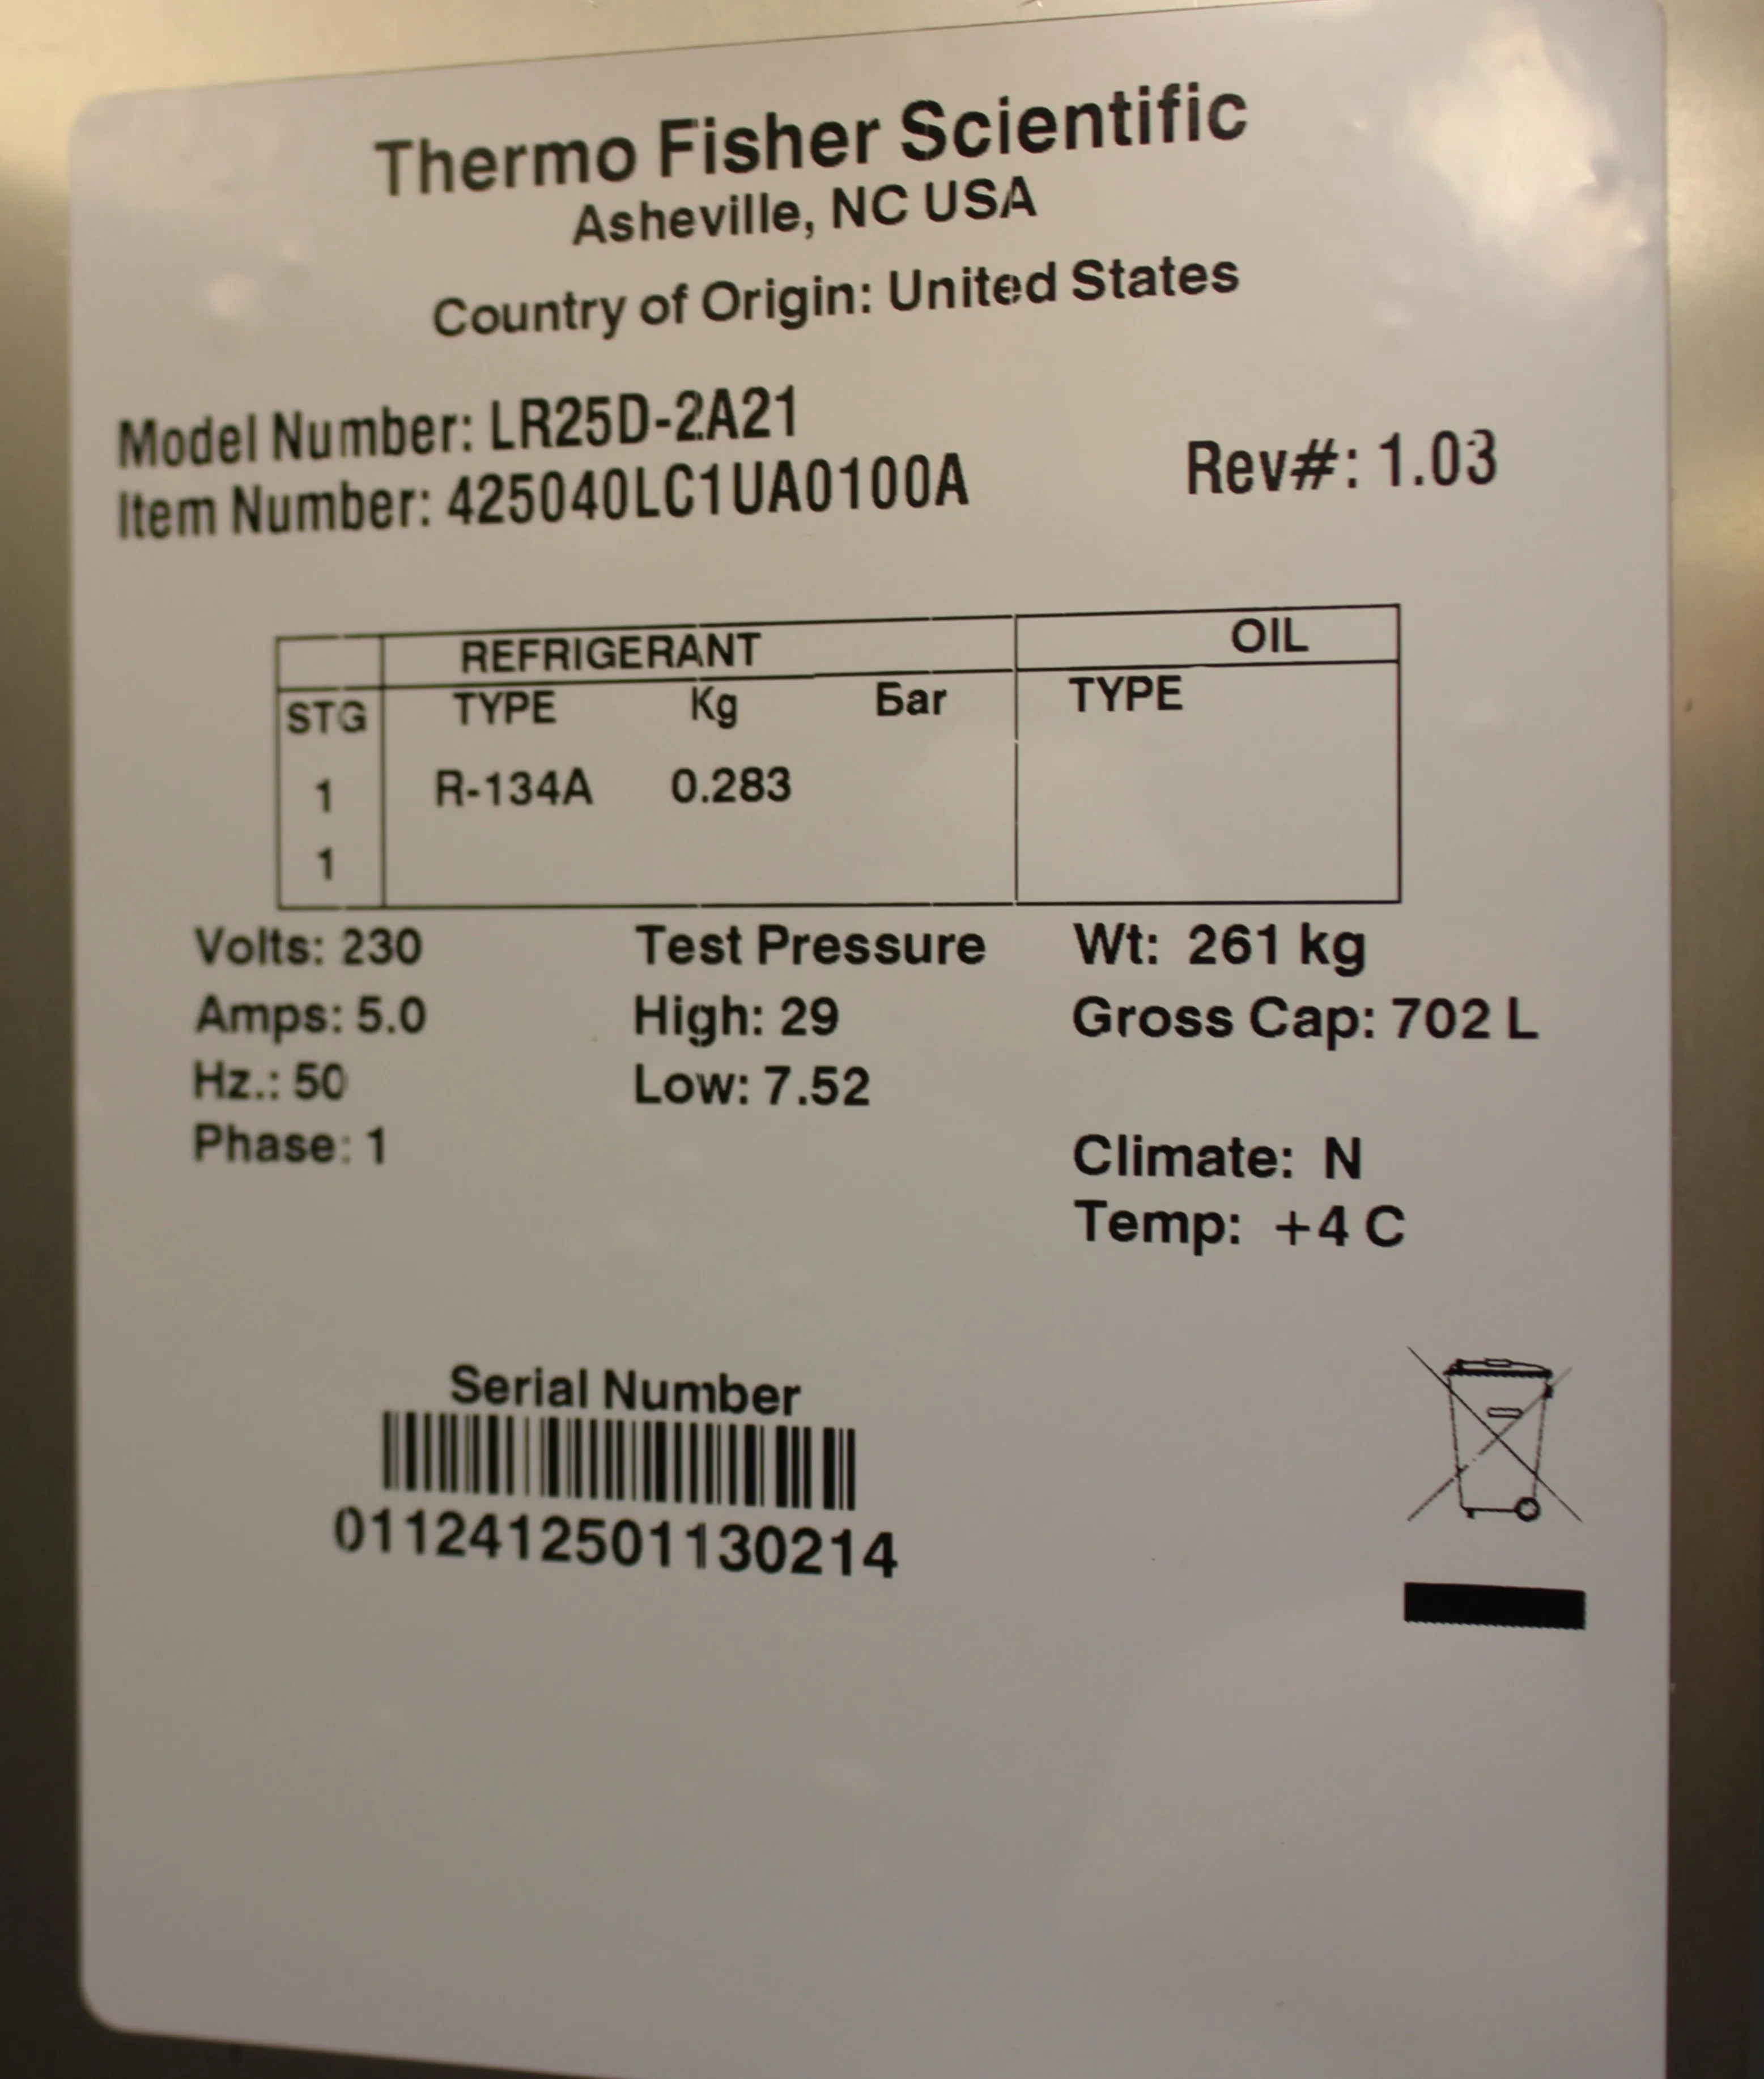 Thermo Fisher Scientific
Asheville, NC USA
Country of Origin: United States
Model Number: LR25D-2A21
Item Number: 425040LC1UA0100A
Rev#: 1.03
REFRIGERANT OIL
STG TYPE Kg Bar TYPE
1 R-134A 0.283
1
Volts: 230 Test Pressure Wt: 261 kg
Amps: 5.0 High: 29 Gross Cap: 702 L
Hz.: 50 Low: 7.52
Phase: 1 Climate: N
Temp: +4 C
Serial Number
0112412501130214